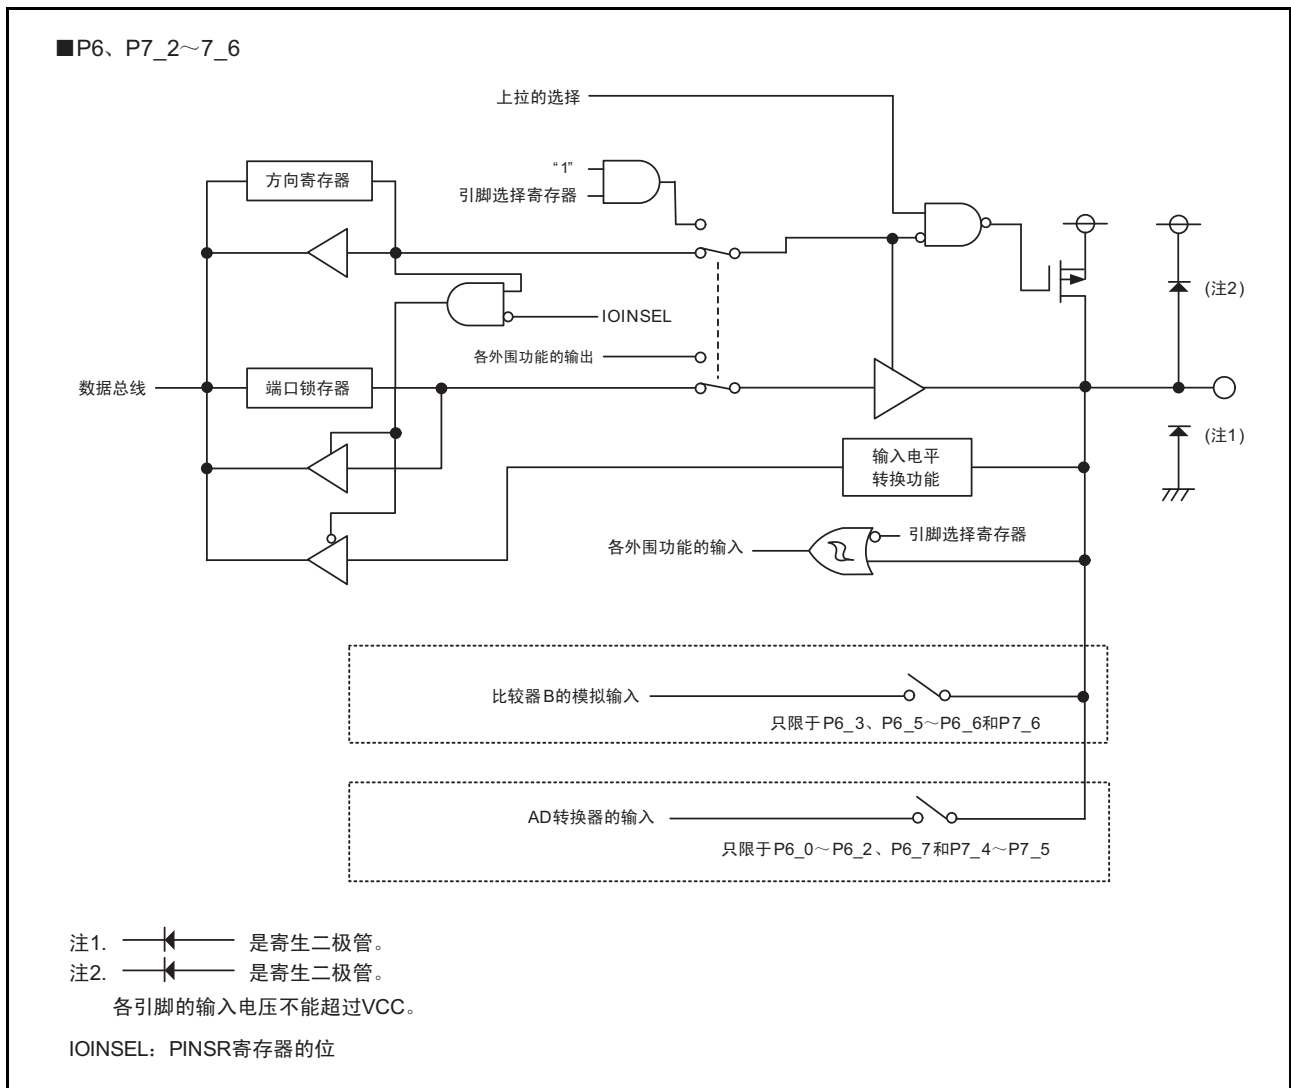 ■P6、P7_2～7_6
上拉的选择
“1”
方向寄存器
引脚选择寄存器
(注2)
IOINSEL
各外围功能的输出
数据总线
端口锁存器
(注1)
输入电平
转换功能
引脚选择寄存器
各外围功能的输入
比较器B的模拟输入
只限于P6_3、P6_5～P6_6和P7_6
AD转换器的输入
只限于P6_0～P6_2、P6_7和P7_4～P7_5
注1. 是寄生二极管。
注2. 是寄生二极管。
各引脚的输入电压不能超过VCC。
IOINSEL：PINSR寄存器的位